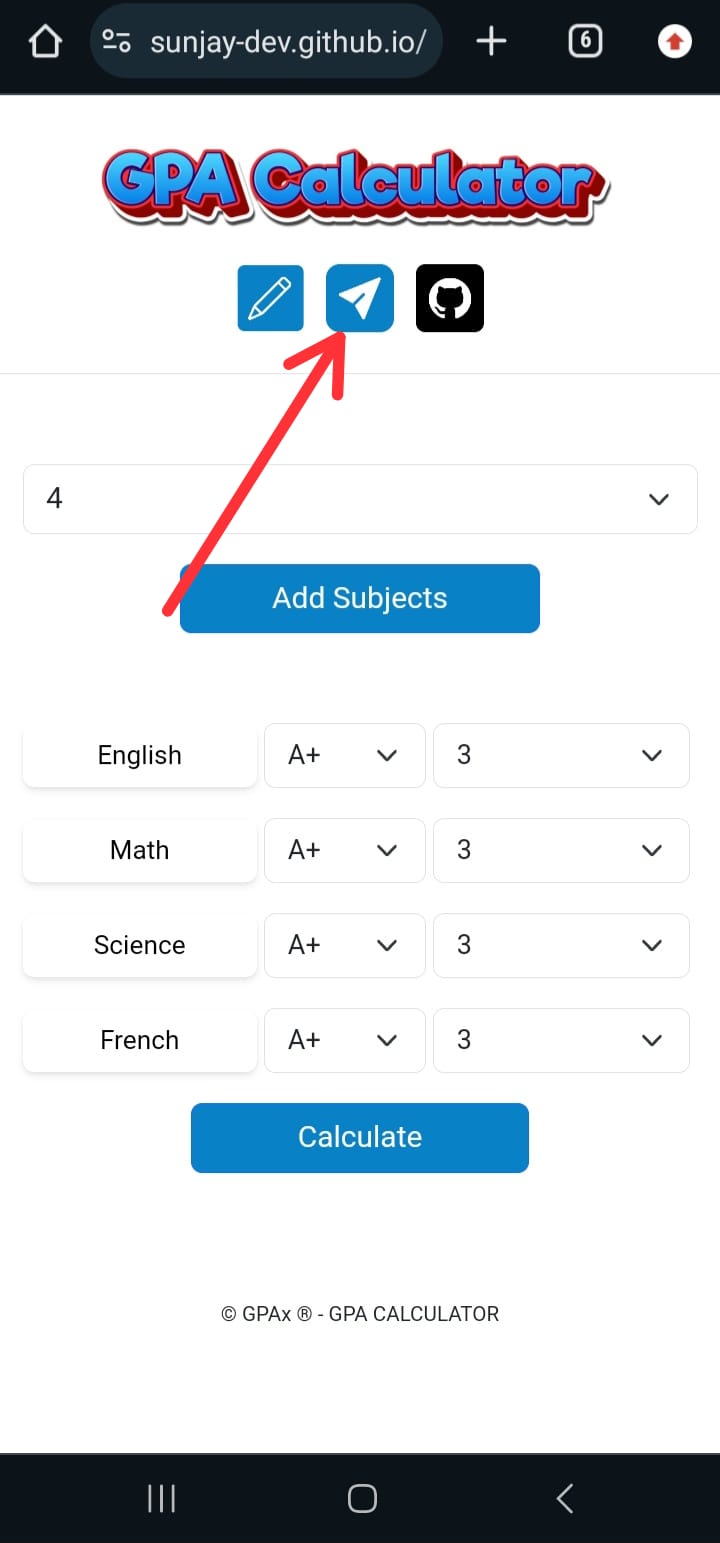 sunjay-dev.github.io/ 6
GPA Calculator
4
Add Subjects
English A+ 3
Math A+ 3
Science A+ 3
French A+ 3
Calculate
© GPAx ® - GPA CALCULATOR